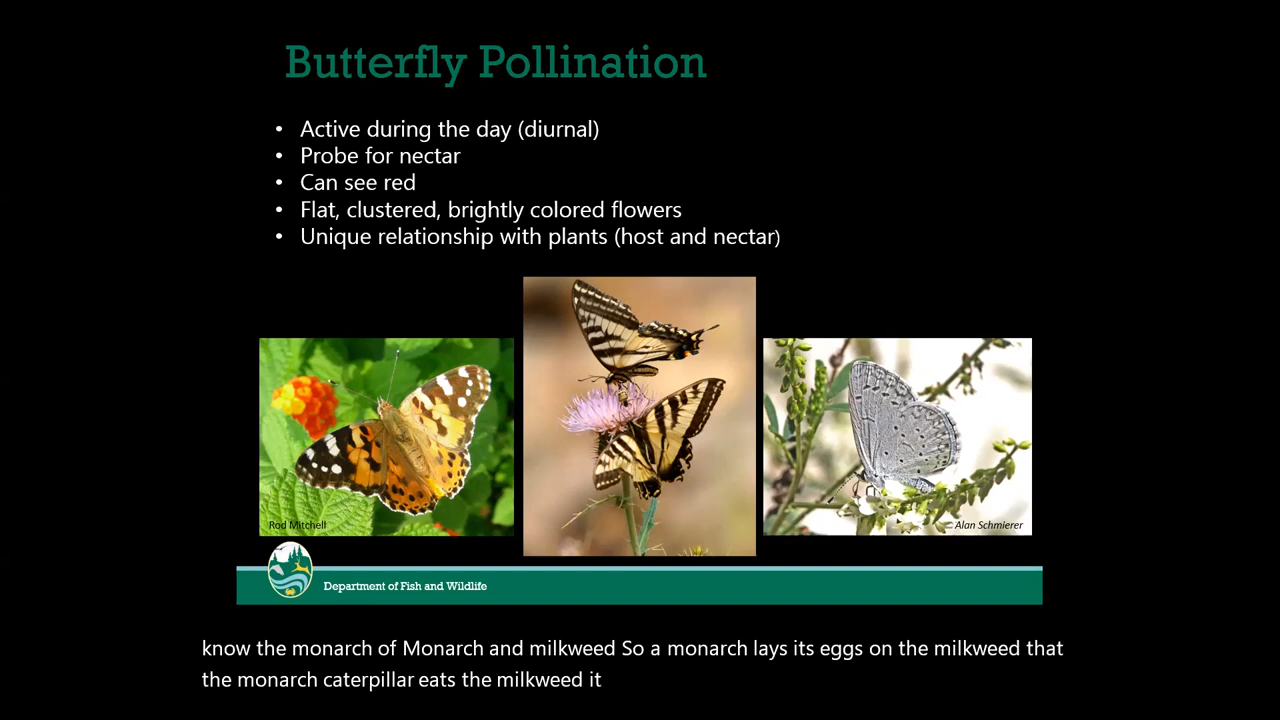 Butterfly Pollination
• Active during the day (diurnal)
• Probe for nectar
• Can see red
• Flat, clustered, brightly colored flowers
• Unique relationship with plants (host and nectar)
Rod Mitchell
Alan Schmierer
Department of Fish and Wildlife
know the monarch of Monarch and milkweed So a monarch lays its eggs on the milkweed that
the monarch caterpillar eats the milkweed it